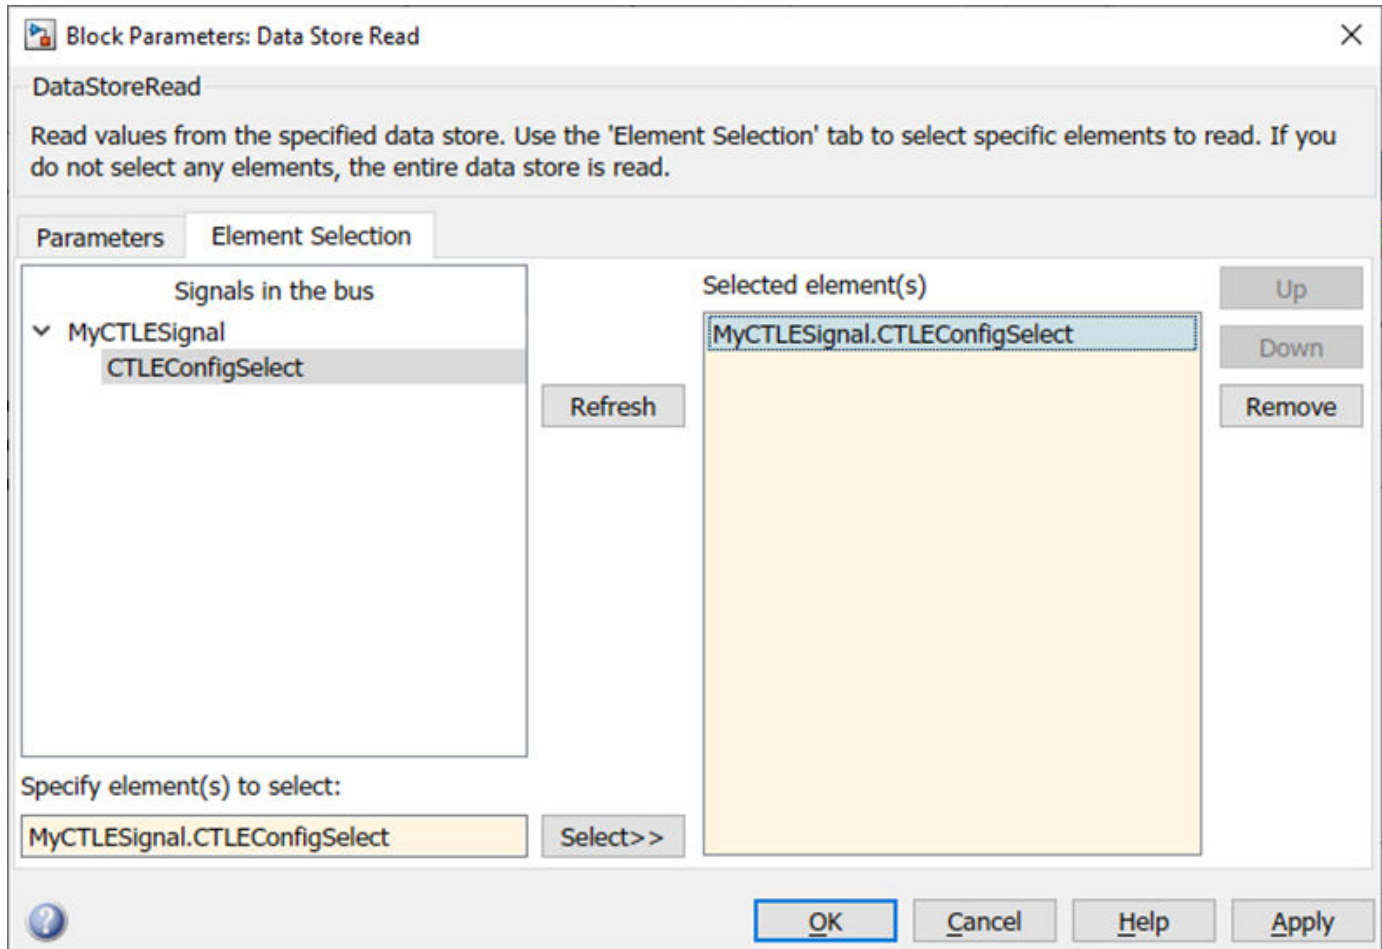 Block Parameters: Data Store Read
DataStoreRead
Read values from the specified data store. Use the 'Element Selection' tab to select specific elements to read. If you
do not select any elements, the entire data store is read.
Parameters
Element Selection
Signals in the bus
MyCTLESignal
CTLEConfigSelect
Refresh
Selected element(s)
MyCTLESignal.CTLEConfigSelect
Up
Down
Remove
Specify element(s) to select:
MyCTLESignal.CTLEConfigSelect
Select>>
?
OK
Cancel
Help
Apply